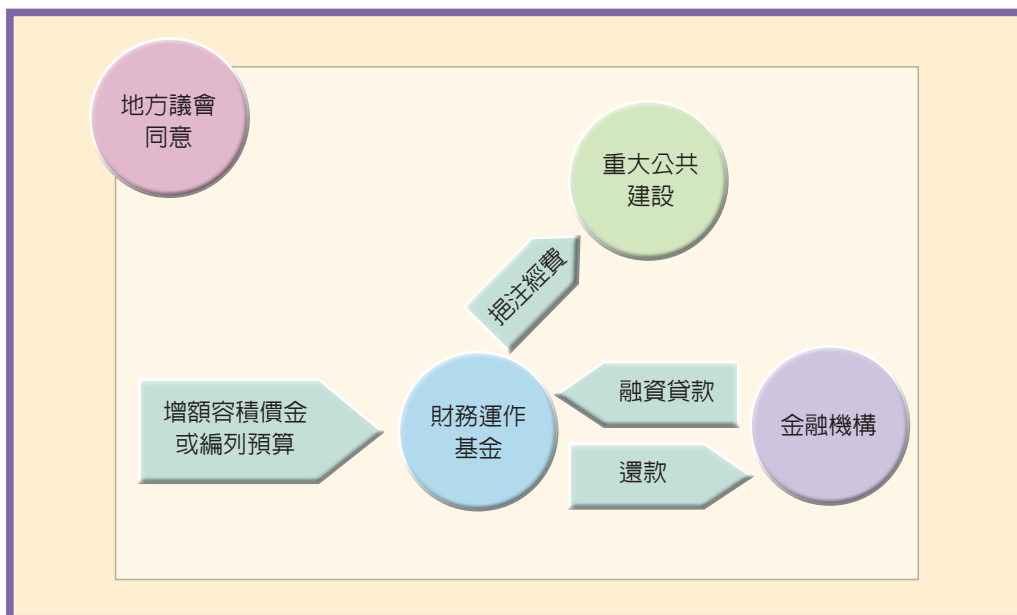 地方議會
同意
重大公共
建設
挹注經費
增額容積價金
或編列預算
財務運作
基金
融資貸款
還款
金融機構